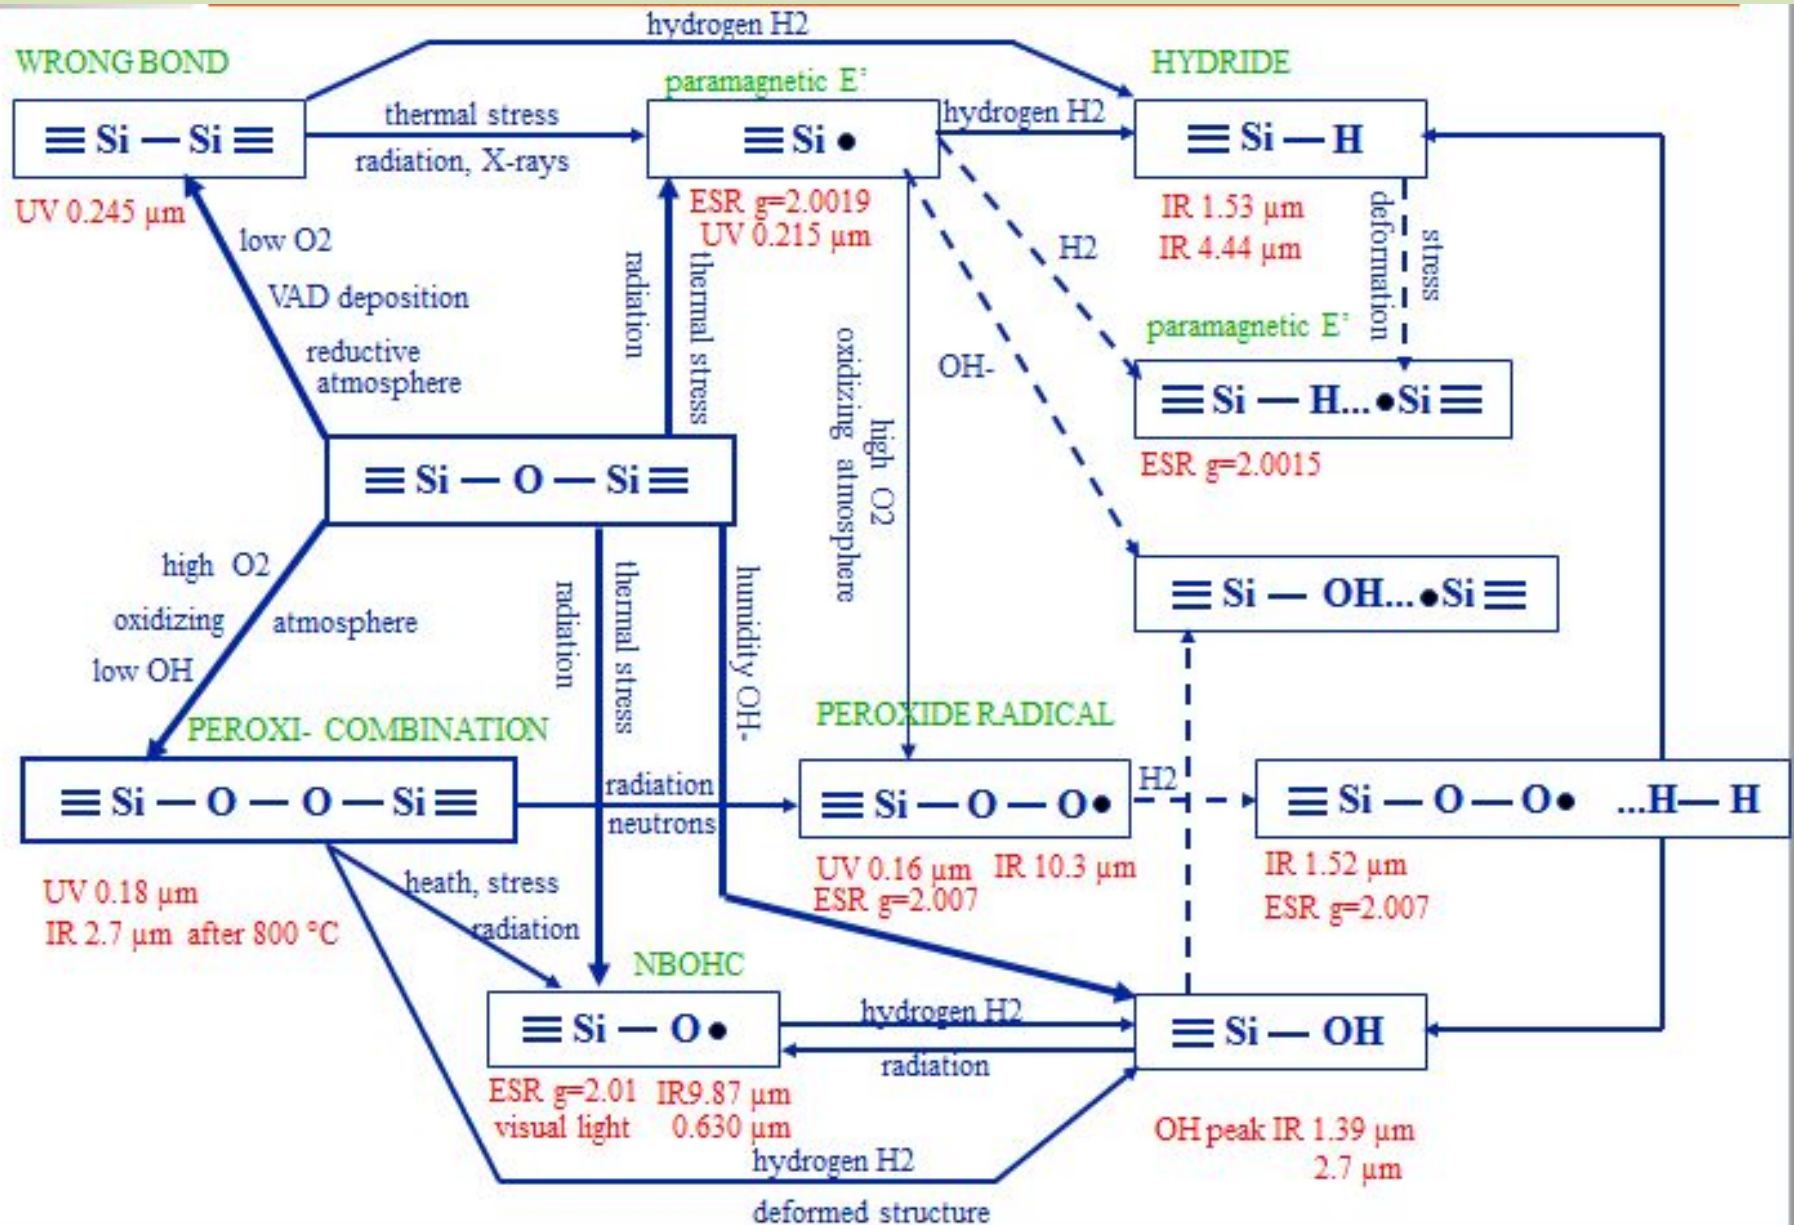 hydrogen H2
WRONG BOND
paramagnetic E'
HYDRIDE
≡ Si — Si ≡
thermal stress
radiation, X-rays
≡ Si •
hydrogen H2
≡ Si — H
UV 0.245 µm
ESR g=2.0019
UV 0.215 µm
IR 1.53 µm
IR 4.44 µm
deformation
stress
low O2
VAD deposition
reductive
atmosphere
radiation
thermal stress
H2
OH-
paramagnetic E'
≡ Si — H...•Si ≡
ESR g=2.0015
oxidizing atmosphere
high O2
≡ Si — O — Si ≡
high O2
oxidizing atmosphere
low OH
radiation
thermal stress
humidity OH-
≡ Si — OH...•Si ≡
PEROXI- COMBINATION
PEROXIDE RADICAL
≡ Si — O — O — Si ≡
radiation
neutrons
≡ Si — O — O•
H2
≡ Si — O — O• ...H — H
UV 0.18 µm
IR 2.7 µm after 800 °C
heath, stress
radiation
UV 0.16 µm IR 10.3 µm
ESR g=2.007
IR 1.52 µm
ESR g=2.007
NBOHC
≡ Si — O•
hydrogen H2
radiation
≡ Si — OH
ESR g=2.01 IR9.87 µm
visual light 0.630 µm
OH peak IR 1.39 µm
2.7 µm
hydrogen H2
deformed structure